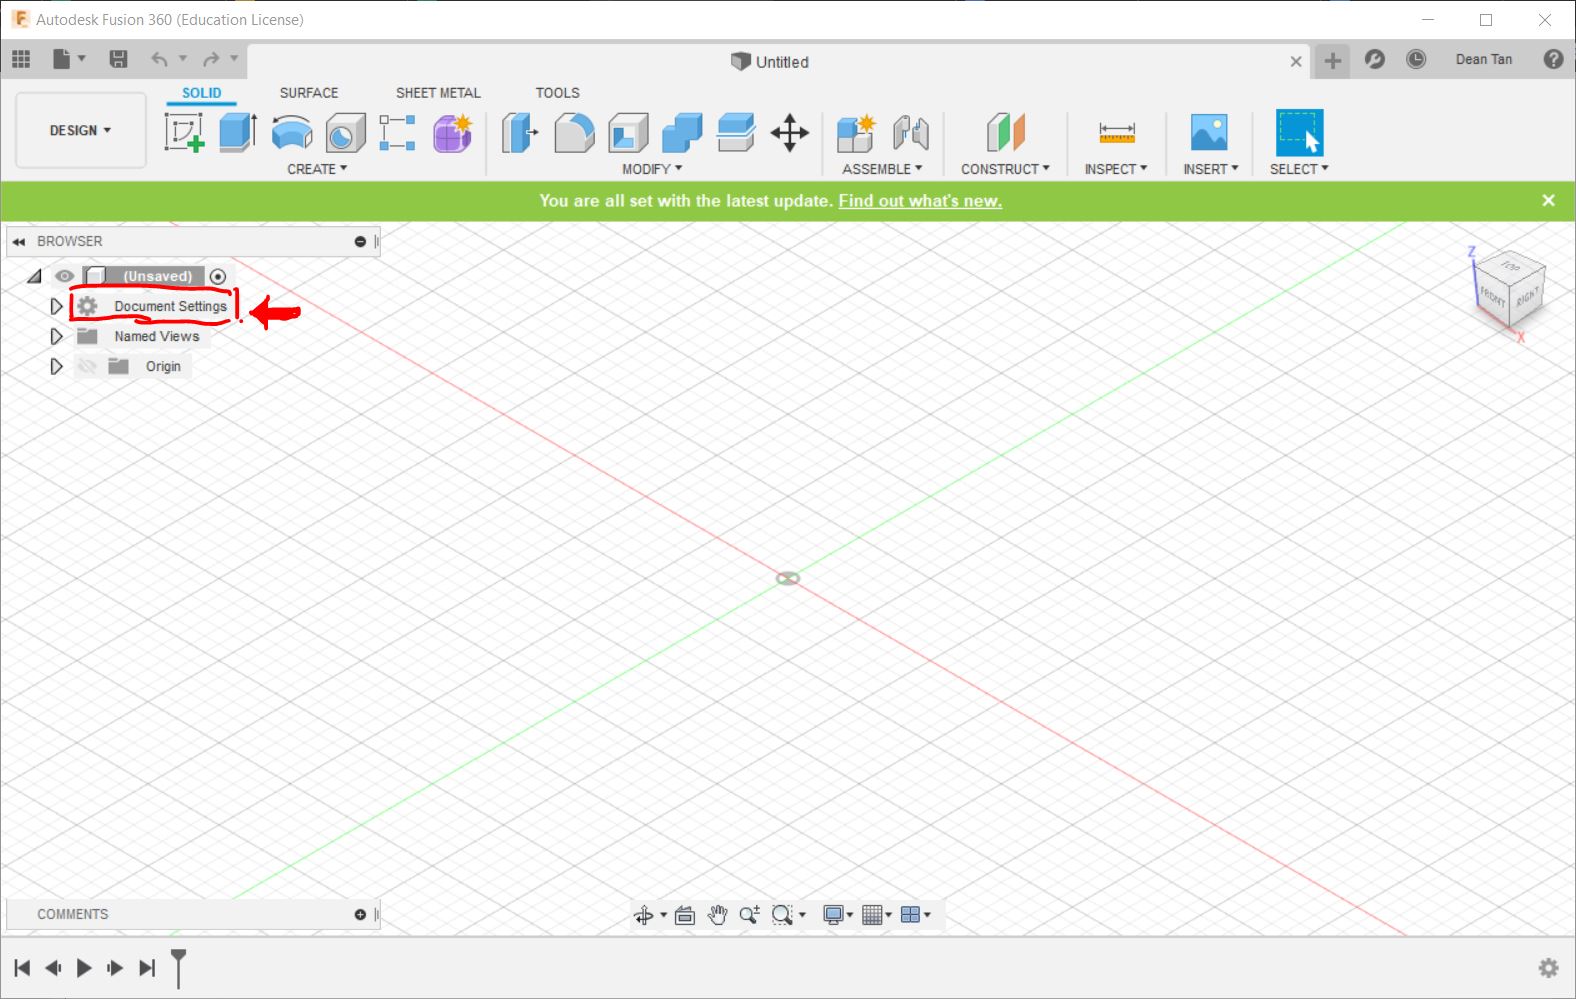 Autodesk Fusion 360 (Education License)
Untitled
Dean Tan
SOLID SURFACE SHEET METAL TOOLS
DESIGN
CREATE MODIFY ASSEMBLE CONSTRUCT INSPECT INSERT SELECT
You are all set with the latest update. Find out what's new.
BROWSER
(Unsaved)
Document Settings
Named Views
Origin
Z
TOP
FRONT RIGHT
X
COMMENTS